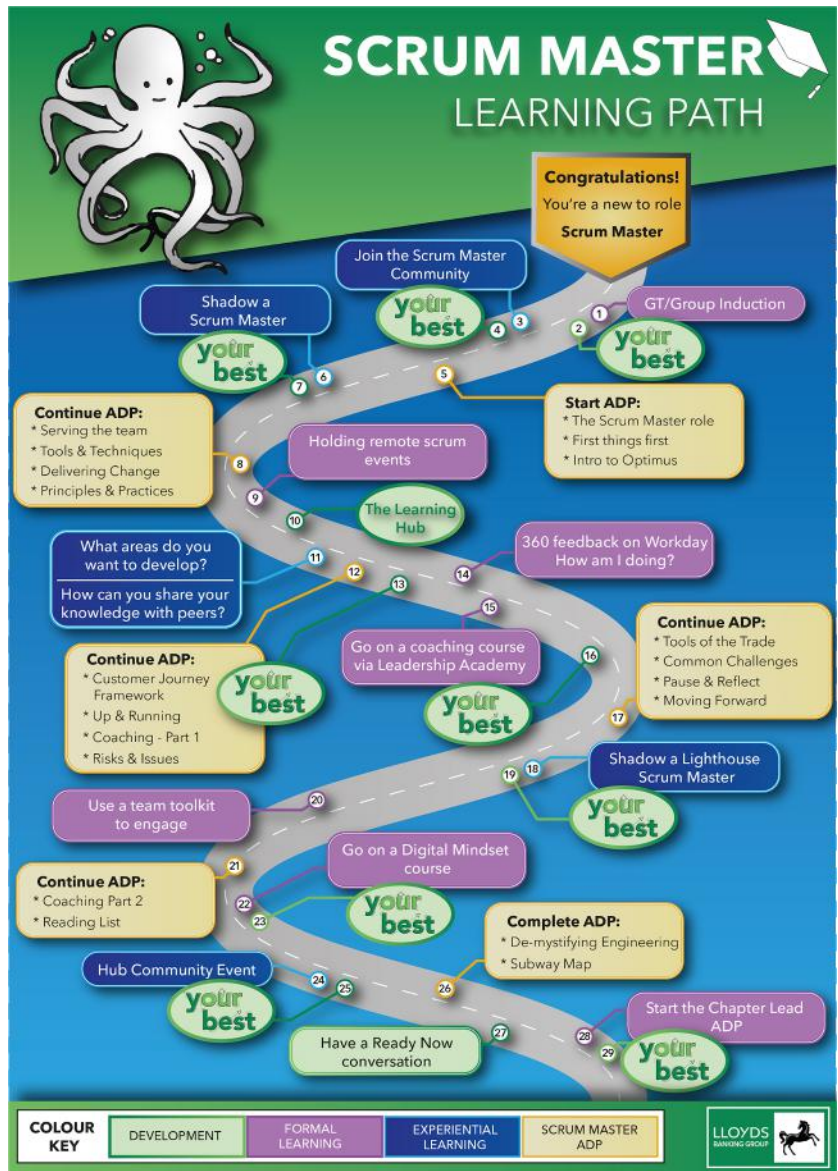 SCRUM MASTER
LEARNING PATH
Congratulations!
You're a new to role
Scrum Master
Join the Scrum Master
Community
your
best
4
3
1
GT/Group Induction
2
your
best
Shadow a
Scrum Master
your
best
7
6
5
Start ADP:
* The Scrum Master role
* First things first
* Intro to Optimus
Continue ADP:
* Serving the team
* Tools & Techniques
* Delivering Change
* Principles & Practices
8
Holding remote scrum
events
9
10
The Learning
Hub
What areas do you
want to develop?
How can you share your
knowledge with peers?
11
12
13
14
360 feedback on Workday
How am I doing?
15
Go on a coaching course
via Leadership Academy
your
best
16
Continue ADP:
* Customer Journey
Framework
* Up & Running
* Coaching - Part 1
* Risks & Issues
your
best
Continue ADP:
* Tools of the Trade
* Common Challenges
* Pause & Reflect
* Moving Forward
17
19
18
Shadow a Lighthouse
Scrum Master
your
best
Use a team toolkit
to engage
20
21
Continue ADP:
* Coaching Part 2
* Reading List
Go on a Digital Mindset
course
22
23
your
best
Complete ADP:
* De-mystifying Engineering
* Subway Map
Hub Community Event
24
25
your
best
26
27
Have a Ready Now
conversation
28
Start the Chapter Lead
ADP
29
your
best
COLOUR
KEY
DEVELOPMENT
FORMAL
LEARNING
EXPERIENTIAL
LEARNING
SCRUM MASTER
ADP
LLOYDS
BANKING GROUP